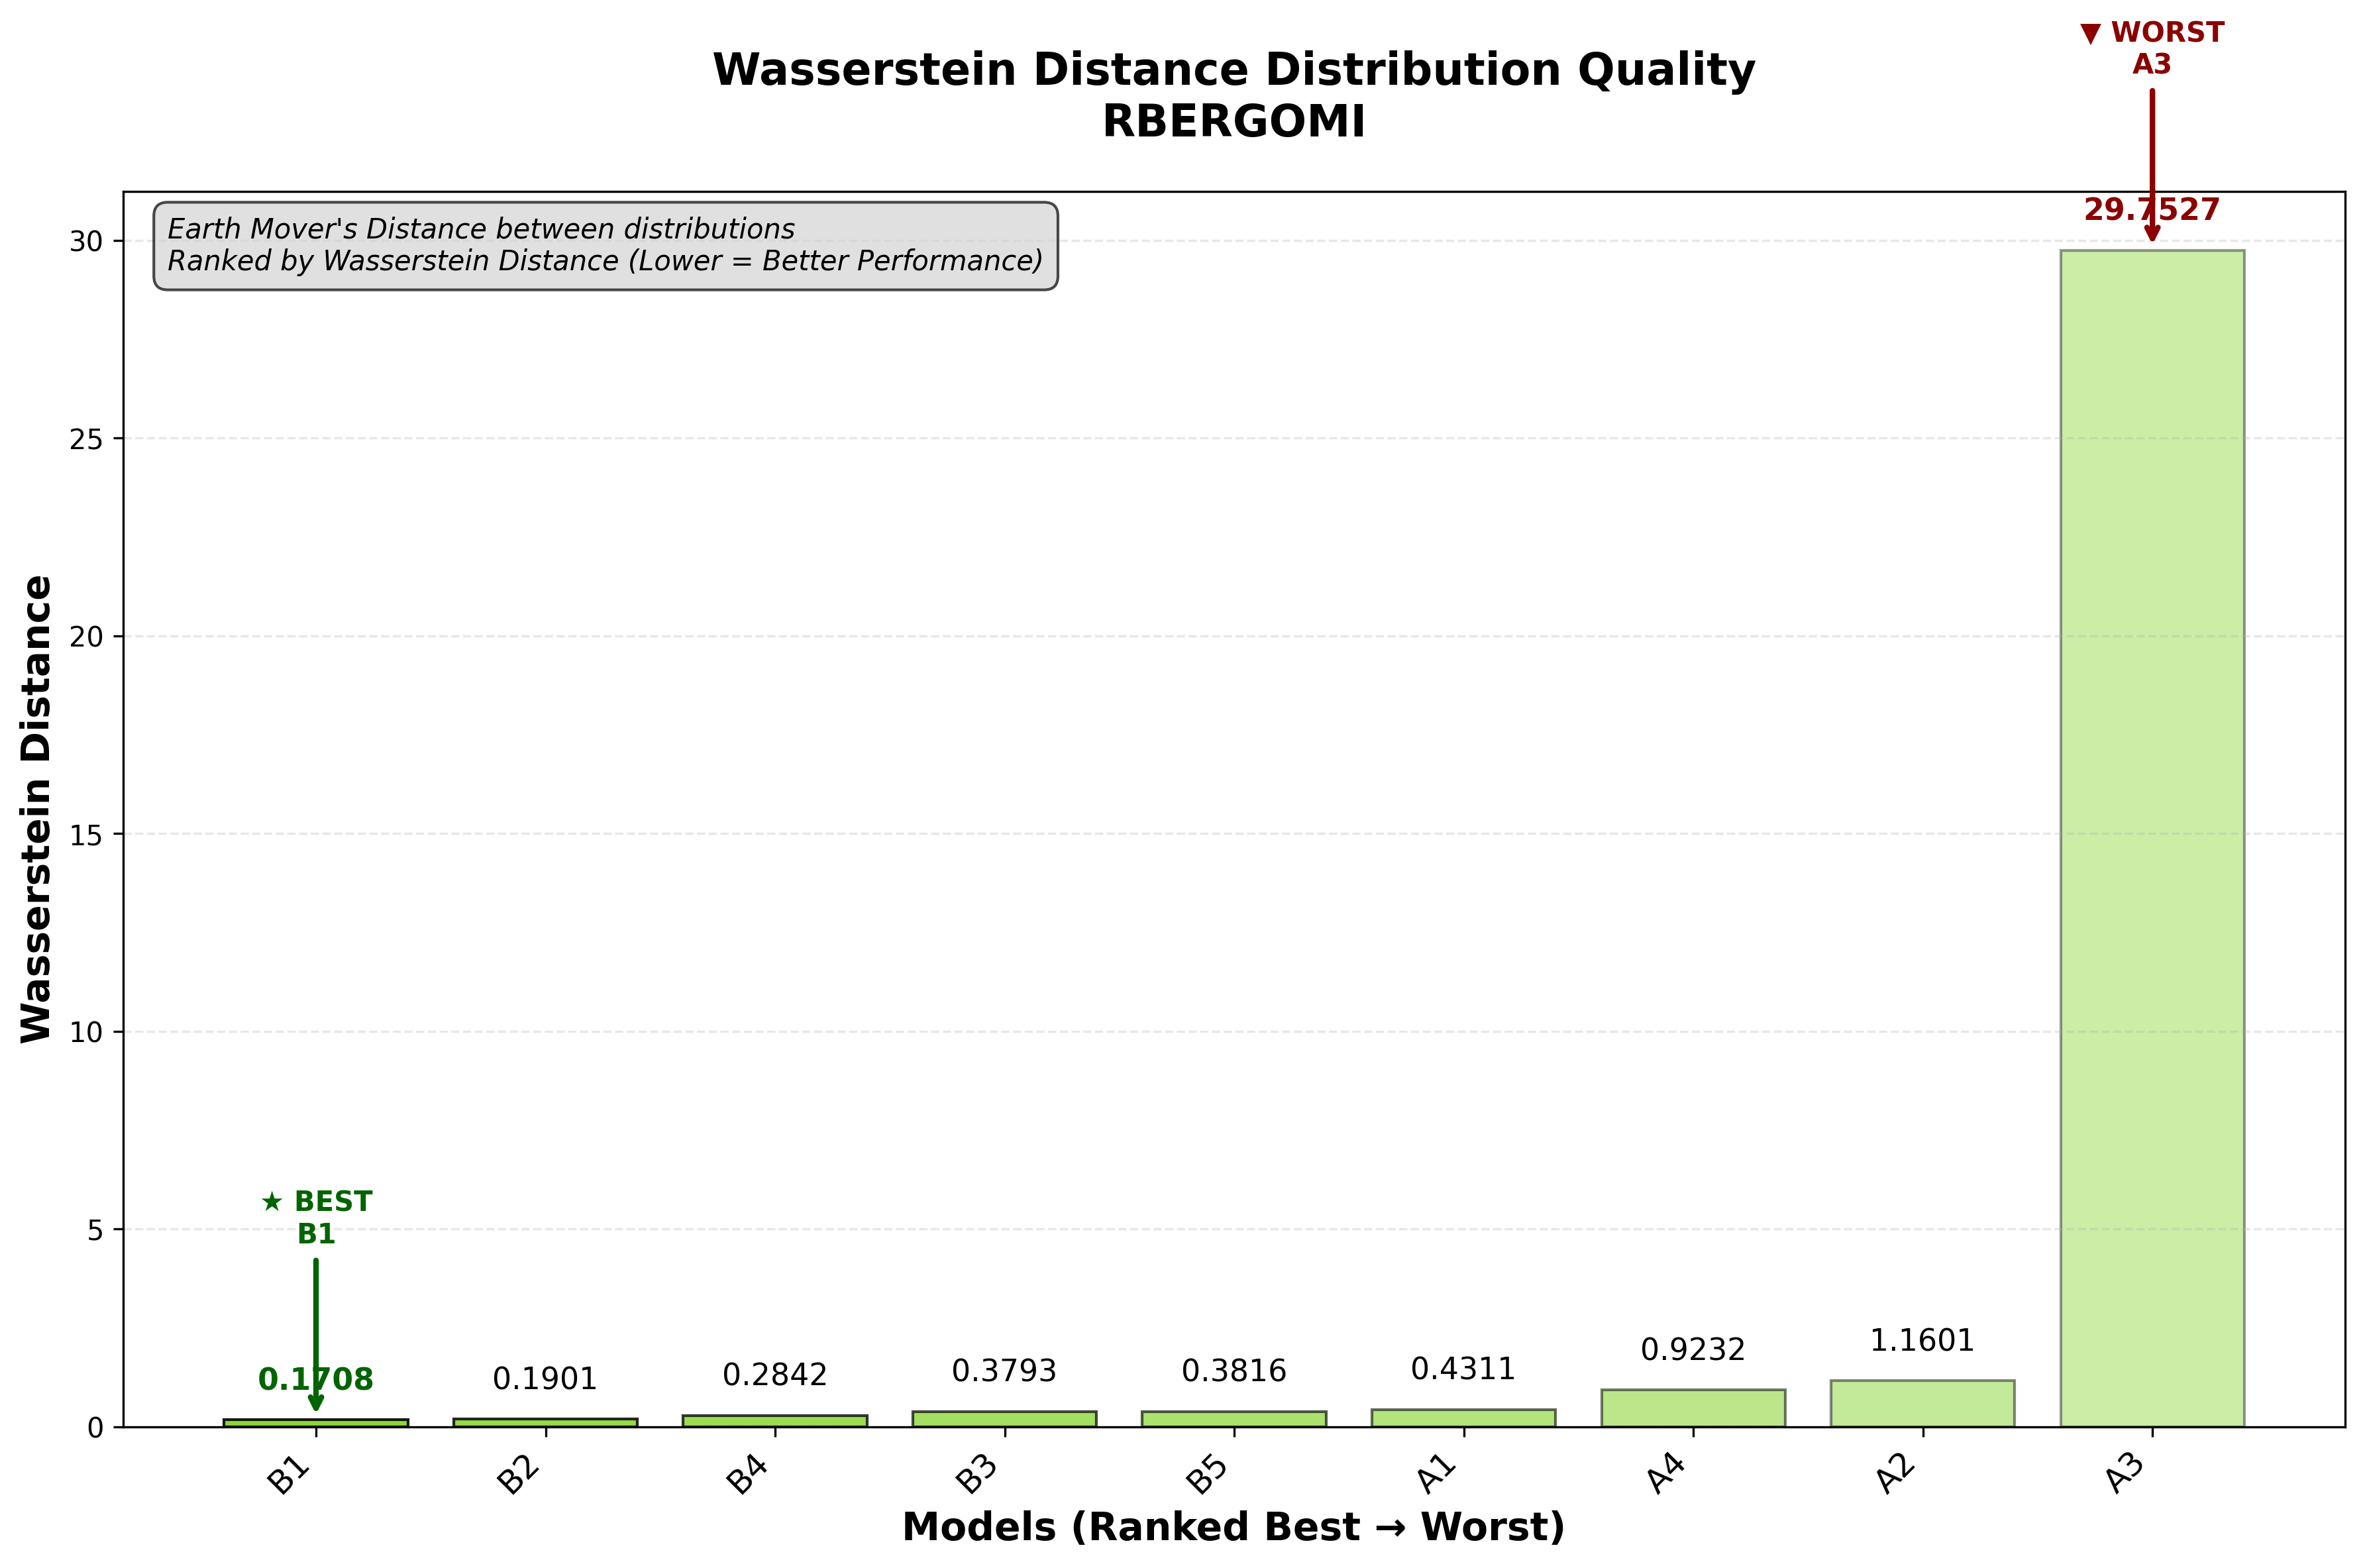 ▼ WORST
A3
Wasserstein Distance Distribution Quality
RBERGOMI
29.7527
Earth Mover's Distance between distributions
Ranked by Wasserstein Distance (Lower = Better Performance)
Wasserstein Distance
30
25
20
15
10
5
0
★ BEST
B1
0.1708
0.1901
0.2842
0.3793
0.3816
0.4311
0.9232
1.1601
B1
B2
B4
B3
B5
A1
A4
A2
A3
Models (Ranked Best → Worst)